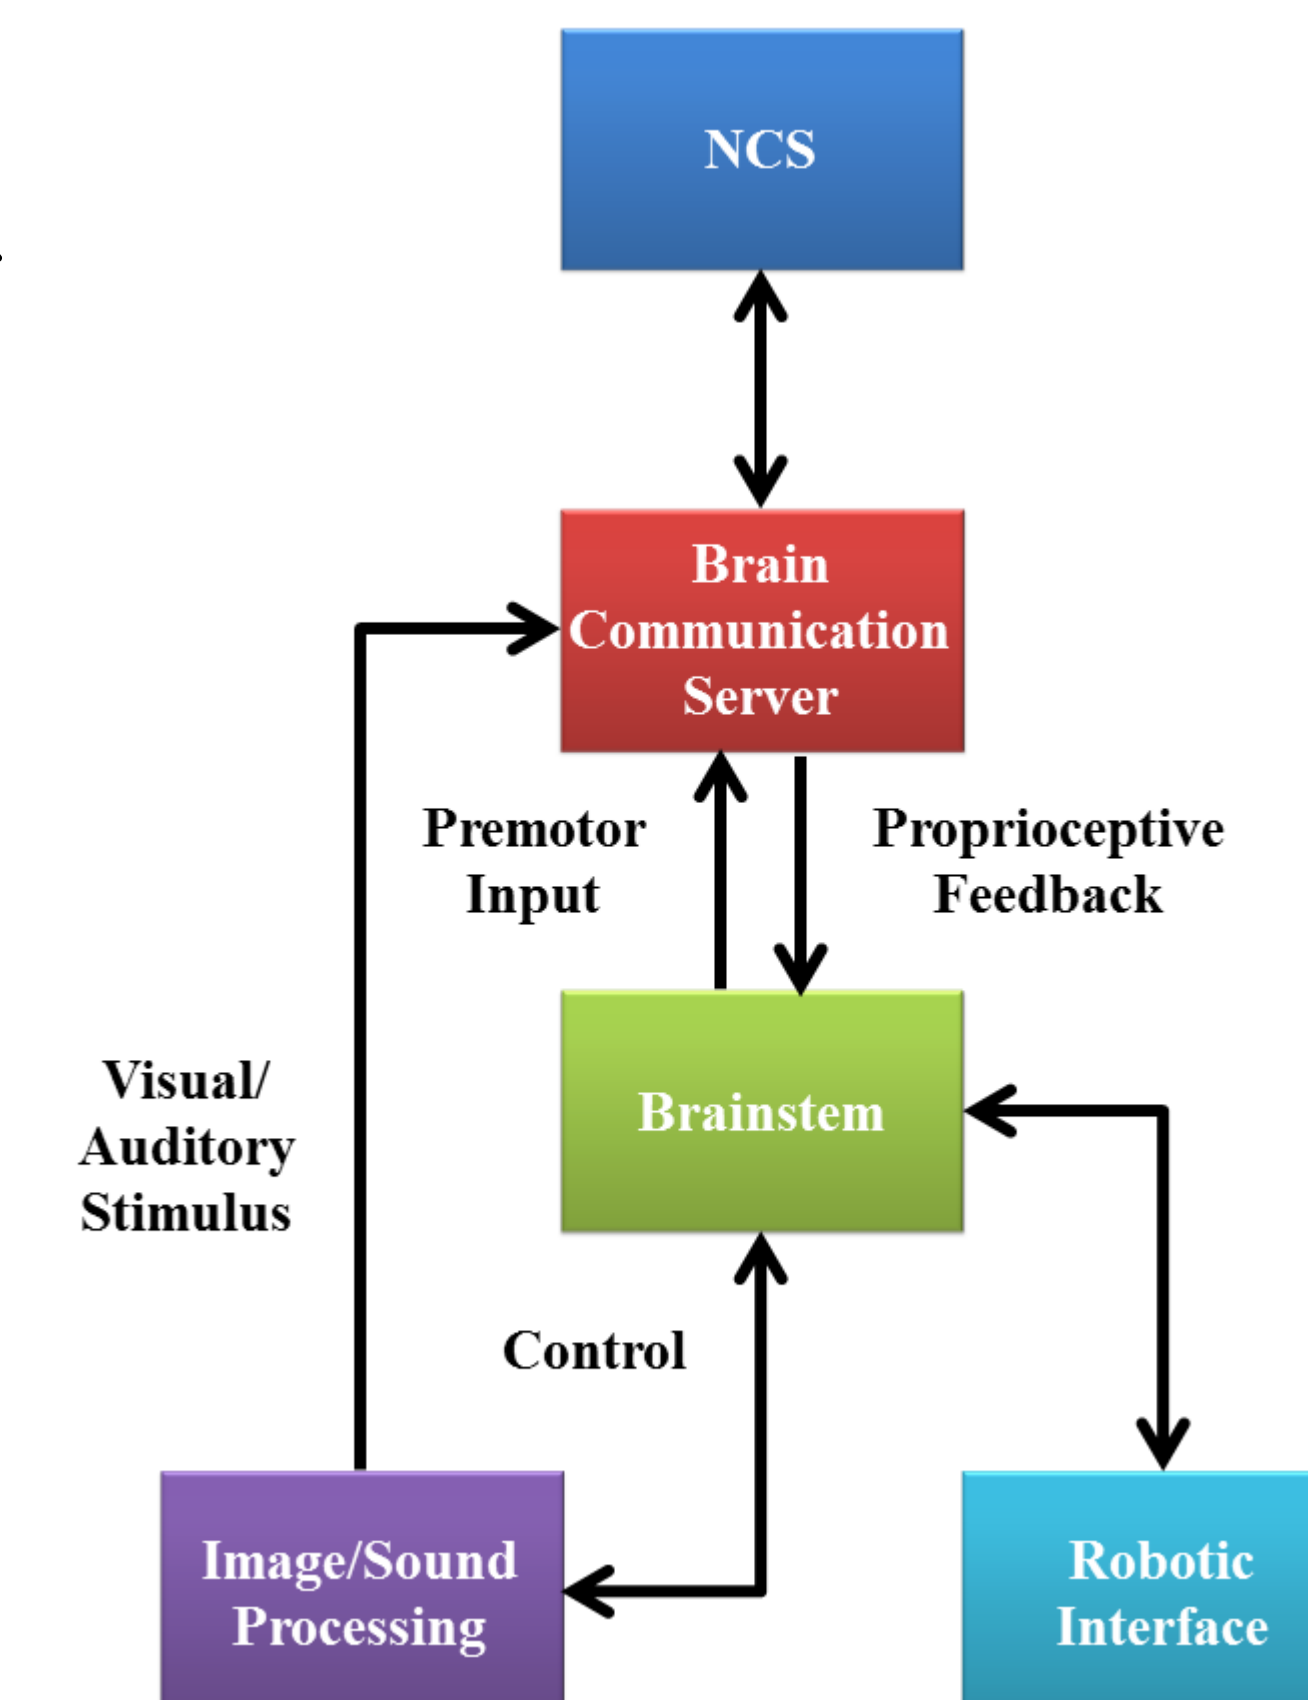 NCS
Brain
Communication
Server
Premotor
Input
Proprioceptive
Feedback
Visual/
Auditory
Stimulus
Brainstem
Control
Image/Sound
Processing
Robotic
Interface